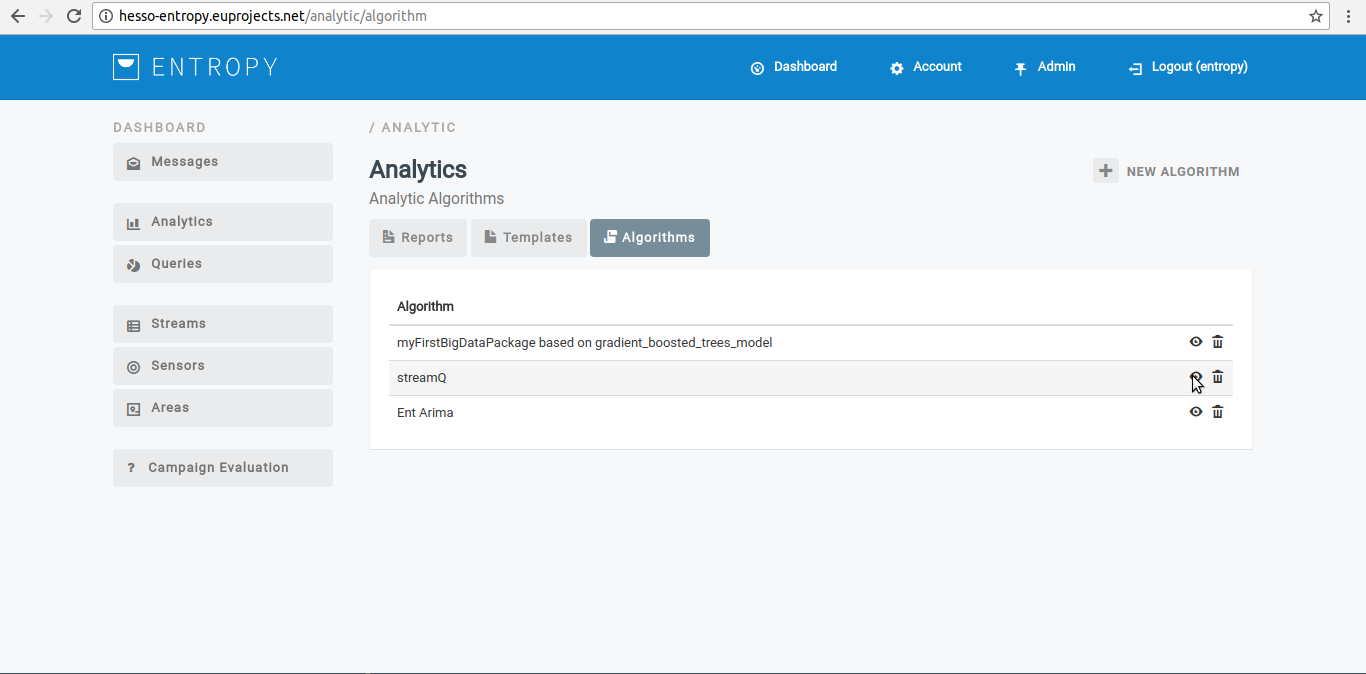 hesso-entropy.euprojects.net/analytic/algorithm
ENTROPY
Dashboard
Account
Admin
Logout (entropy)
DASHBOARD
Messages
Analytics
Queries
Streams
Sensors
Areas
? Campaign Evaluation
/ ANALYTIC
Analytics
+ NEW ALGORITHM
Analytic Algorithms
Reports
Templates
Algorithms
Algorithm
myFirstBigDataPackage based on gradient_boosted_trees_model
streamQ
Ent Arima